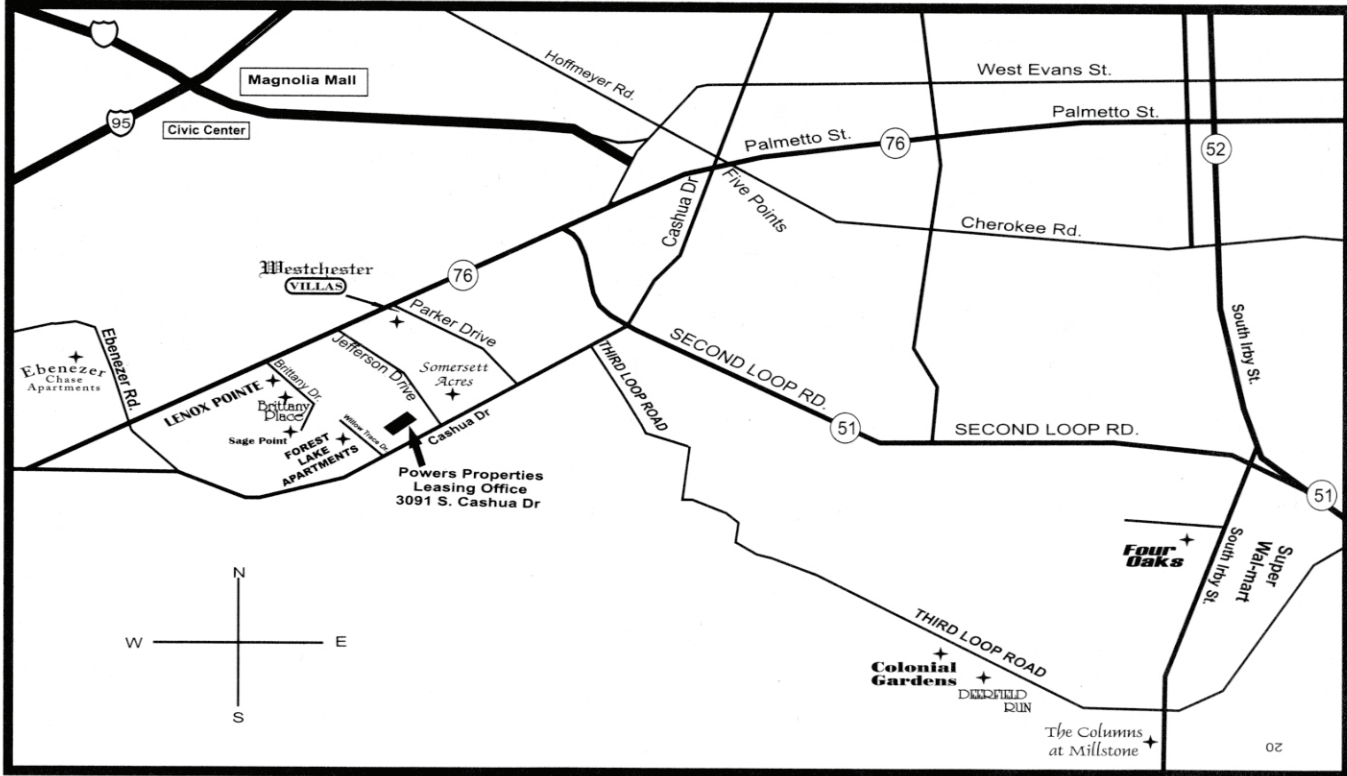 Magnolia Mall
95
Civic Center
Hoffmeyer Rd.
West Evans St.
Palmetto St.
Palmetto St.
76
52
Five Points
Cashua Dr
Cherokee Rd.
Westchester
VILLAS
76
Parker Drive
Jefferson Drive
Somersett
Acres
SECOND LOOP RD.
51
SECOND LOOP RD.
South Irby St.
51
THIRD LOOP ROAD
Ebenezer
Chase
Apartments
Ebenezer Rd.
LENOX POINTE
Brittany Dr.
Brittany
Place
Sage Point
FOREST
LAKE
APARTMENTS
Willow Trace Dr.
Cashua Dr
Powers Properties
Leasing Office
3091 S. Cashua Dr
Four
Oaks
South Irby St.
Super
Wal-mart
N
W
E
S
THIRD LOOP ROAD
Colonial
Gardens
DEERFIELD
RUN
The Columns
at Millstone
20